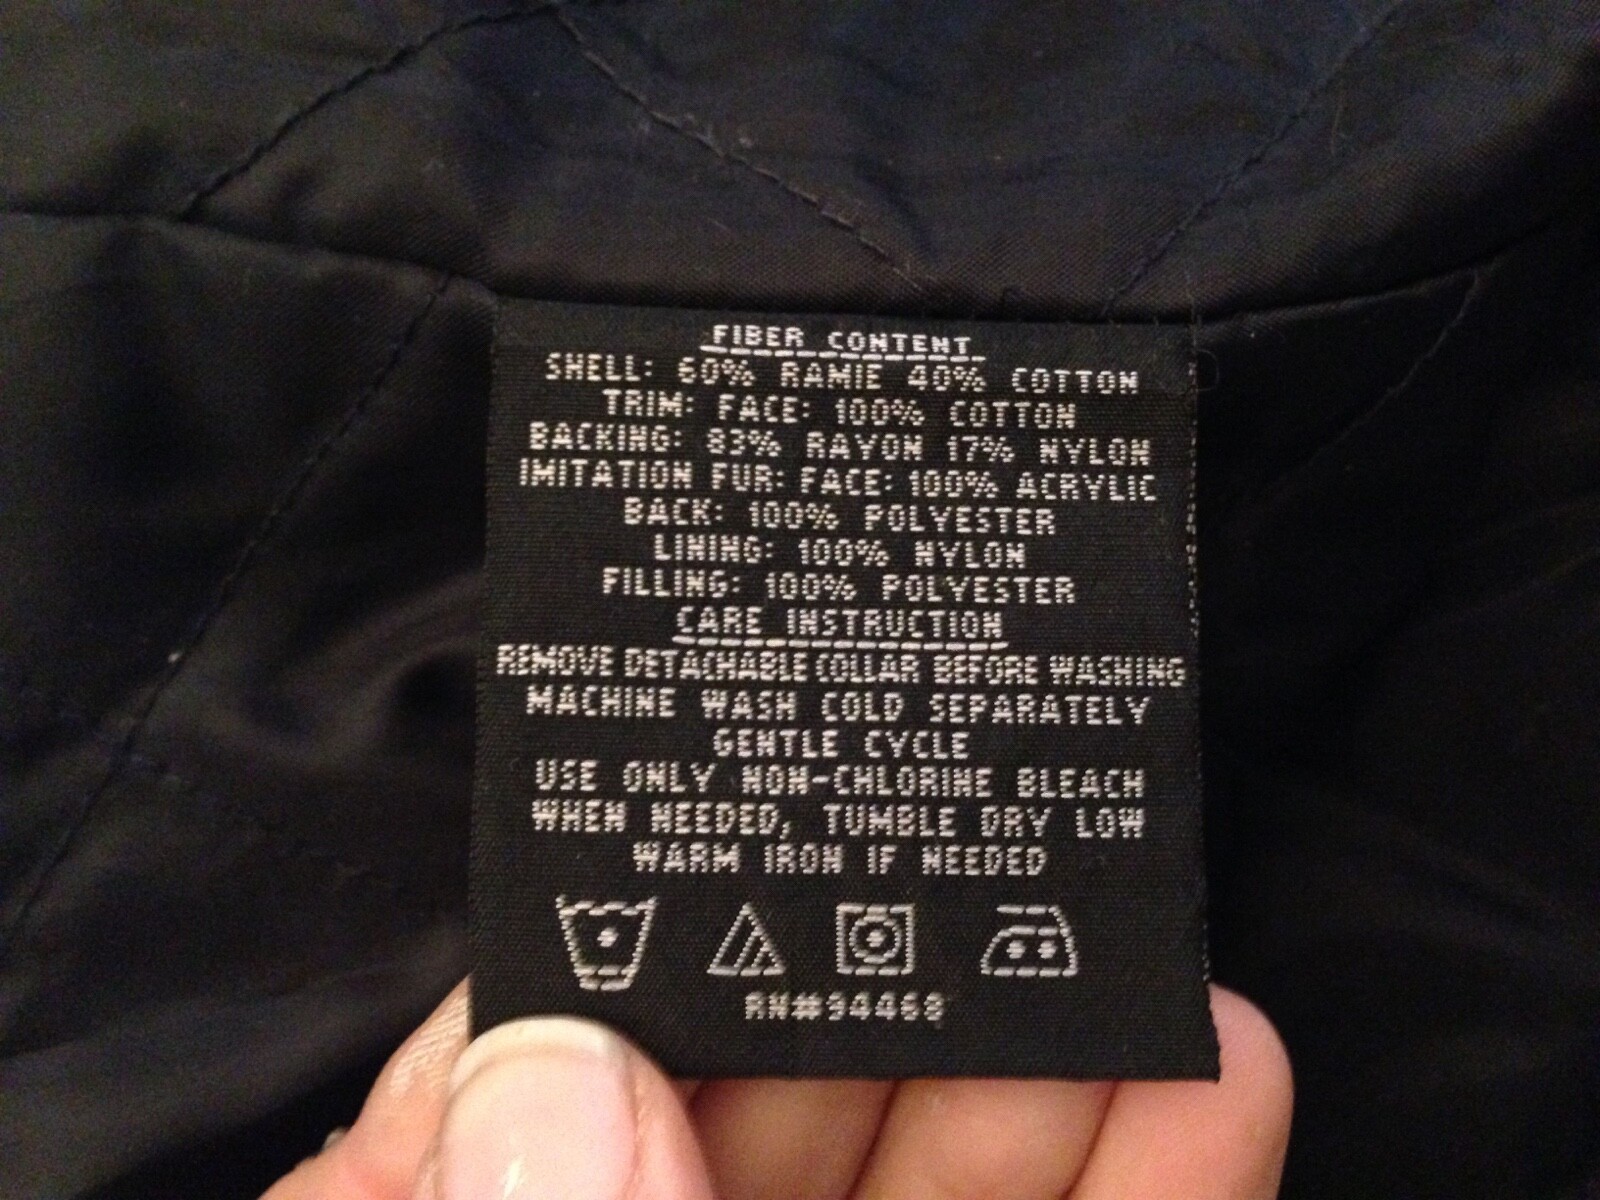 FIBER CONTENT
SHELL: 60% RAMIE 40% COTTON
TRIM: FACE: 100% COTTON
BACKING: 83% RAYON 17% NYLON
IMITATION FUR: FACE: 100% ACRYLIC
BACK: 100% POLYESTER
LINING: 100% NYLON
FILLING: 100% POLYESTER
CARE INSTRUCTION
REMOVE DETACHABLE COLLAR BEFORE WASHING
MACHINE WASH COLD SEPARATELY
GENTLE CYCLE
USE ONLY NON-CHLORINE BLEACH
WHEN NEEDED, TUMBLE DRY LOW
WARM IRON IF NEEDED
RN#94468